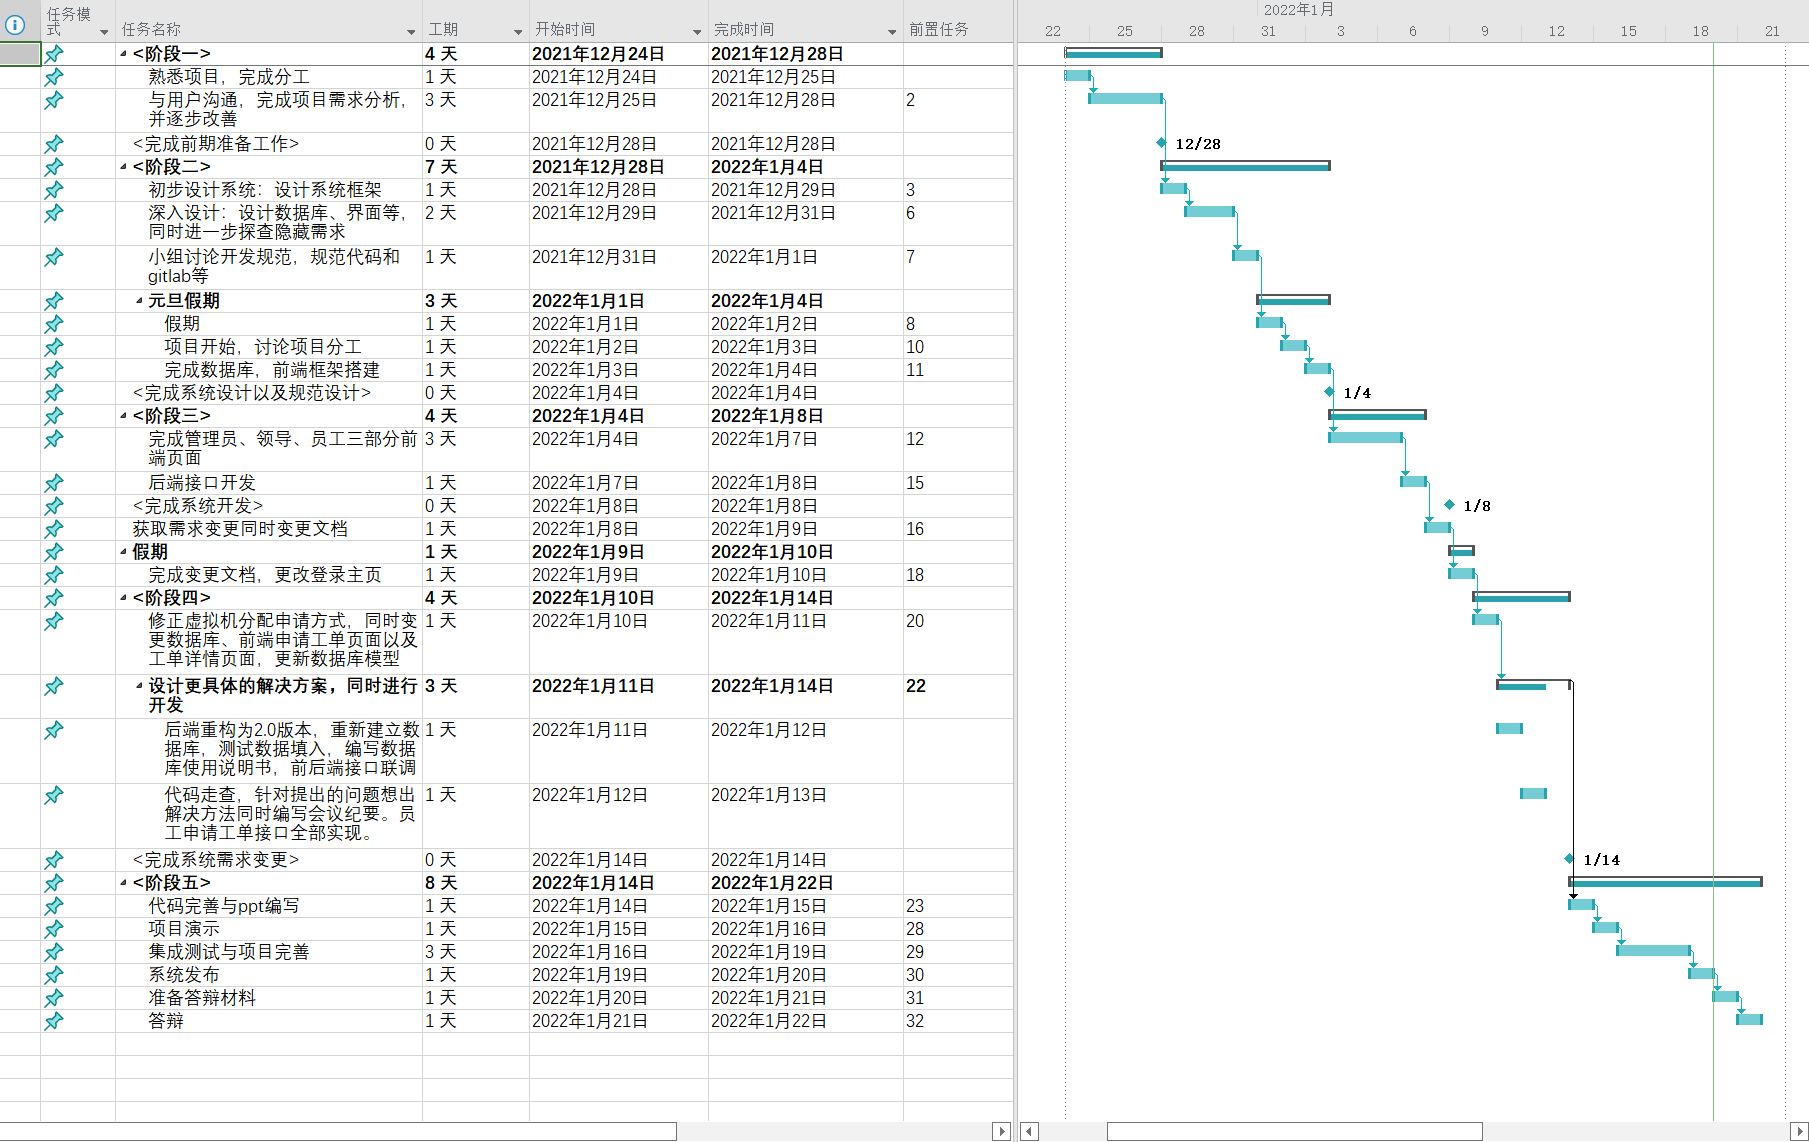 任务模式 任务名称 工期 开始时间 完成时间 前置任务
2022年1月
22 25 28 31 3 6 9 12 15 18 21
<阶段一> 4 天 2021年12月24日 2021年12月28日
熟悉项目，完成分工 1 天 2021年12月24日 2021年12月25日
与用户沟通，完成项目需求分析， 3 天 2021年12月25日 2021年12月28日 2
并逐步改善
<完成前期准备工作> 0 天 2021年12月28日 2021年12月28日 12/28
<阶段二> 7 天 2021年12月28日 2022年1月4日
初步设计系统：设计系统框架 1 天 2021年12月28日 2021年12月29日 3
深入设计：设计数据库、界面等， 2 天 2021年12月29日 2021年12月31日 6
同时进一步探查隐藏需求
小组讨论开发规范，规范代码和 1 天 2021年12月31日 2022年1月1日 7
gitlab等
元旦假期 3 天 2022年1月1日 2022年1月4日
假期 1 天 2022年1月1日 2022年1月2日 8
项目开始，讨论项目分工 1 天 2022年1月2日 2022年1月3日 10
完成数据库，前端框架搭建 1 天 2022年1月3日 2022年1月4日 11
<完成系统设计以及规范设计> 0 天 2022年1月4日 2022年1月4日 1/4
<阶段三> 4 天 2022年1月4日 2022年1月8日
完成管理员、领导、员工三部分前 3 天 2022年1月4日 2022年1月7日 12
端页面
后端接口开发 1 天 2022年1月7日 2022年1月8日 15
<完成系统开发> 0 天 2022年1月8日 2022年1月8日 1/8
获取需求变更同时变更文档 1 天 2022年1月8日 2022年1月9日 16
假期 1 天 2022年1月9日 2022年1月10日
完成变更文档，更改登录主页 1 天 2022年1月9日 2022年1月10日 18
<阶段四> 4 天 2022年1月10日 2022年1月14日
修正虚拟机分配申请方式，同时变 1 天 2022年1月10日 2022年1月11日 20
更数据库、前端申请工单页面以及
工单详情页面，更新数据库模型
设计更具体的解决方案，同时进行 3 天 2022年1月11日 2022年1月14日 22
开发
后端重构为2.0版本，重新建立数 1 天 2022年1月11日 2022年1月12日
据库，测试数据填入，编写数据
库使用说明书，前后端接口联调
代码走查，针对提出的问题想出 1 天 2022年1月12日 2022年1月13日
解决方法同时编写会议纪要。员
工申请工单接口全部实现。
<完成系统需求变更> 0 天 2022年1月14日 2022年1月14日 1/14
<阶段五> 8 天 2022年1月14日 2022年1月22日
代码完善与ppt编写 1 天 2022年1月14日 2022年1月15日 23
项目演示 1 天 2022年1月15日 2022年1月16日 28
集成测试与项目完善 3 天 2022年1月16日 2022年1月19日 29
系统发布 1 天 2022年1月19日 2022年1月20日 30
准备答辩材料 1 天 2022年1月20日 2022年1月21日 31
答辩 1 天 2022年1月21日 2022年1月22日 32